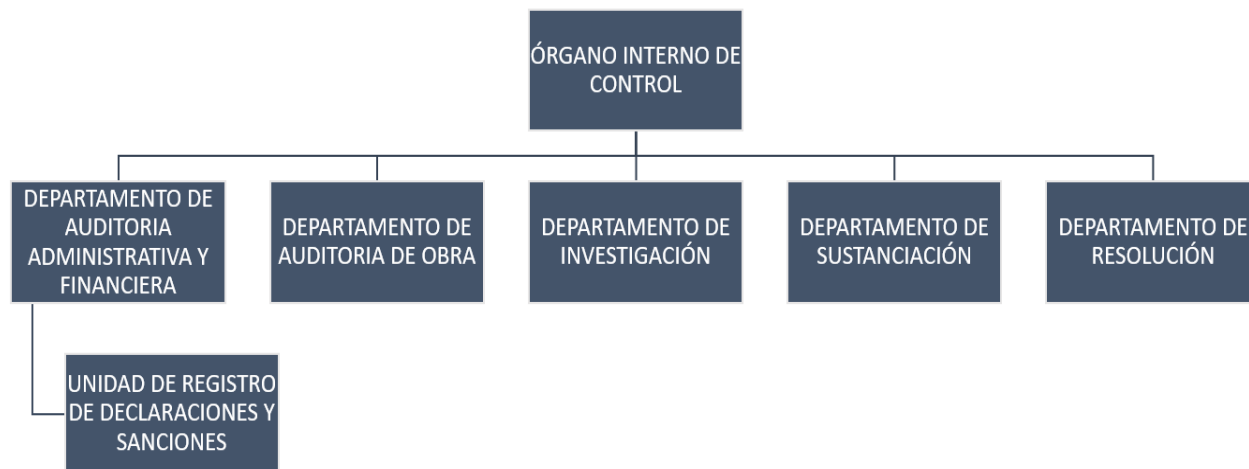 ÓRGANO INTERNO DE
CONTROL
DEPARTAMENTO DE
AUDITORIA
ADMINISTRATIVA Y
FINANCIERA
DEPARTAMENTO DE
AUDITORIA DE OBRA
DEPARTAMENTO DE
INVESTIGACIÓN
DEPARTAMENTO DE
SUSTANCIACIÓN
DEPARTAMENTO DE
RESOLUCIÓN
UNIDAD DE REGISTRO
DE DECLARACIONES Y
SANCIONES